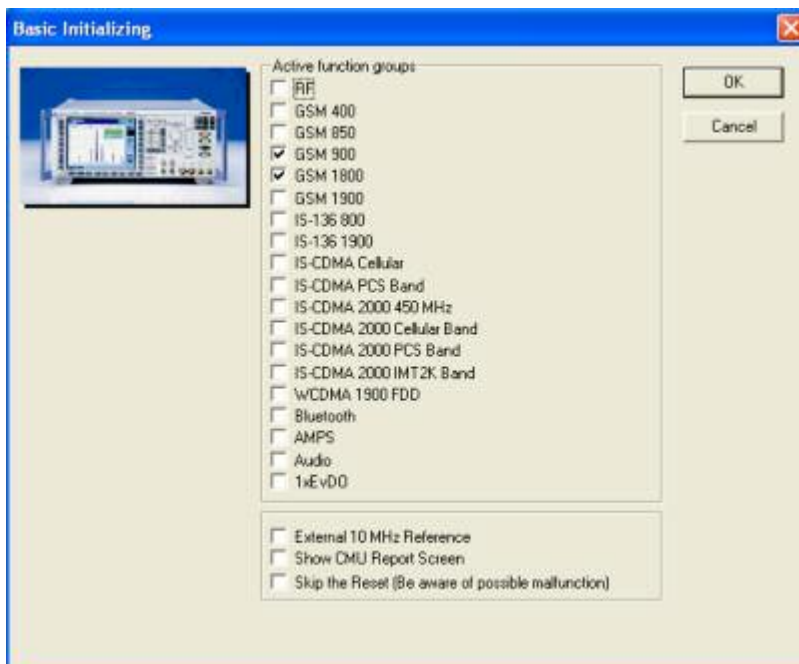 Basic Initializing
Active function groups
RF
GSM 400
GSM 850
GSM 900
GSM 1800
GSM 1900
IS-136 800
IS-136 1900
IS-CDMA Cellular
IS-CDMA PCS Band
IS-CDMA 2000 450 MHz
IS-CDMA 2000 Cellular Band
IS-CDMA 2000 PCS Band
IS-CDMA 2000 IMT2K Band
WCDMA 1900 FDD
Bluetooth
AMPS
Audio
1xEvDO
External 10 MHz Reference
Show CMU Report Screen
Skip the Reset (Be aware of possible malfunction)
OK
Cancel